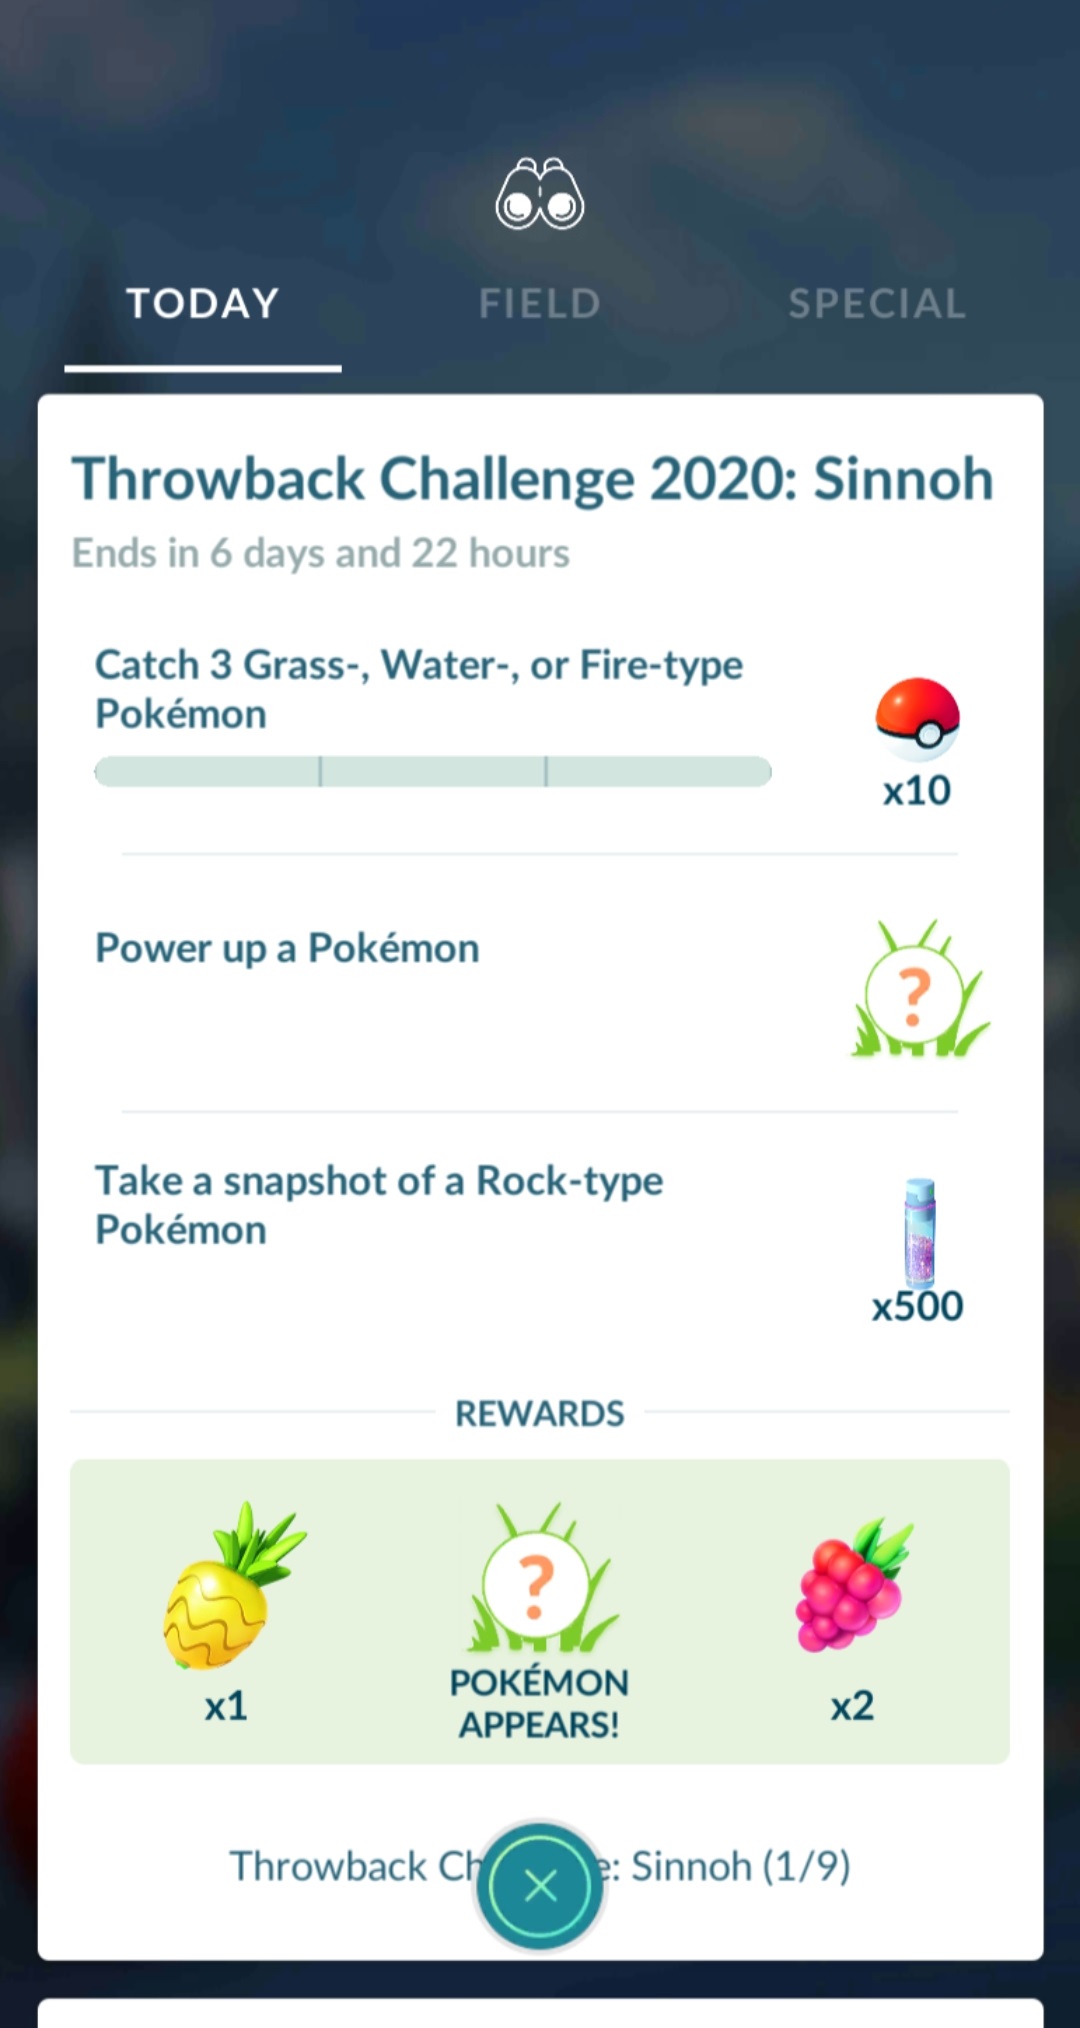 TODAY FIELD SPECIAL
Throwback Challenge 2020: Sinnoh
Ends in 6 days and 22 hours
Catch 3 Grass-, Water-, or Fire-type
Pokémon
x10
Power up a Pokémon
?
Take a snapshot of a Rock-type
Pokémon
x500
REWARDS
?
x1
POKÉMON
APPEARS!
x2
Throwback Ch e: Sinnoh (1/9)